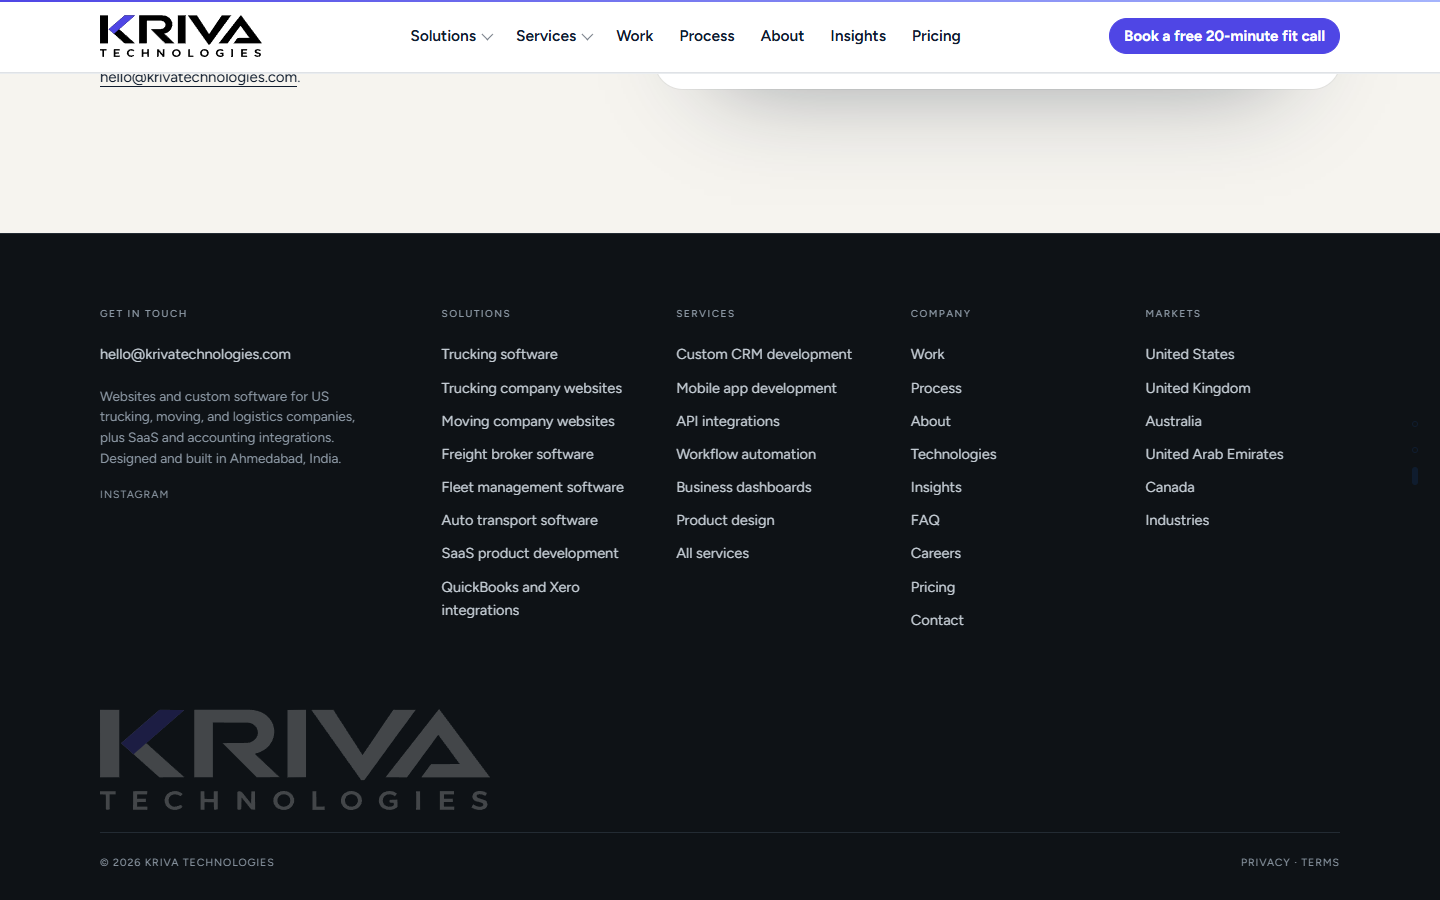 KRIVA
TECHNOLOGIES
Solutions
Services
Work
Process
About
Insights
Pricing
Book a free 20-minute fit call
hello@krivatechnologies.com.
GET IN TOUCH
hello@krivatechnologies.com
Websites and custom software for US
trucking, moving, and logistics companies,
plus SaaS and accounting integrations.
Designed and built in Ahmedabad, India.
INSTAGRAM
SOLUTIONS
Trucking software
Trucking company websites
Moving company websites
Freight broker software
Fleet management software
Auto transport software
SaaS product development
QuickBooks and Xero
integrations
SERVICES
Custom CRM development
Mobile app development
API integrations
Workflow automation
Business dashboards
Product design
All services
COMPANY
Work
Process
About
Technologies
Insights
FAQ
Careers
Pricing
Contact
MARKETS
United States
United Kingdom
Australia
United Arab Emirates
Canada
Industries
KRIVA
TECHNOLOGIES
© 2026 KRIVA TECHNOLOGIES
PRIVACY · TERMS